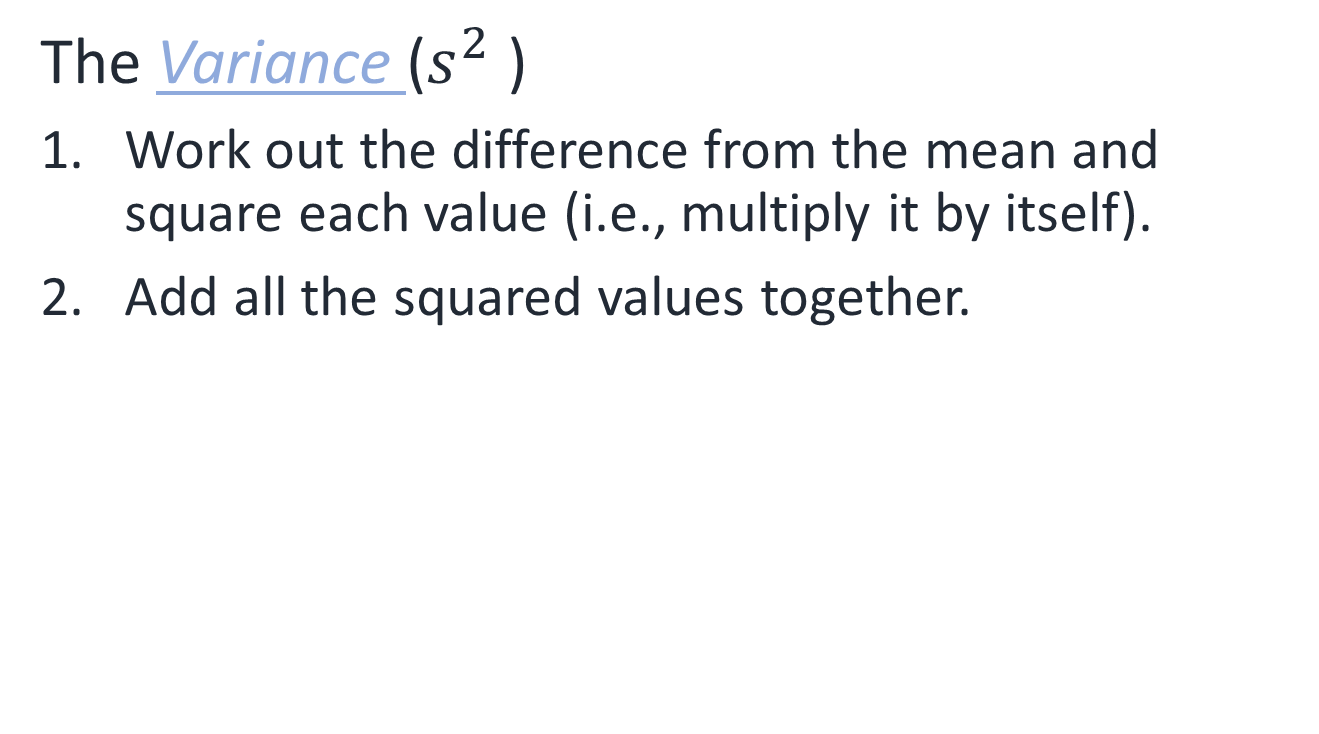 The Variance (s² )
1. Work out the difference from the mean and
square each value (i.e., multiply it by itself).
2. Add all the squared values together.